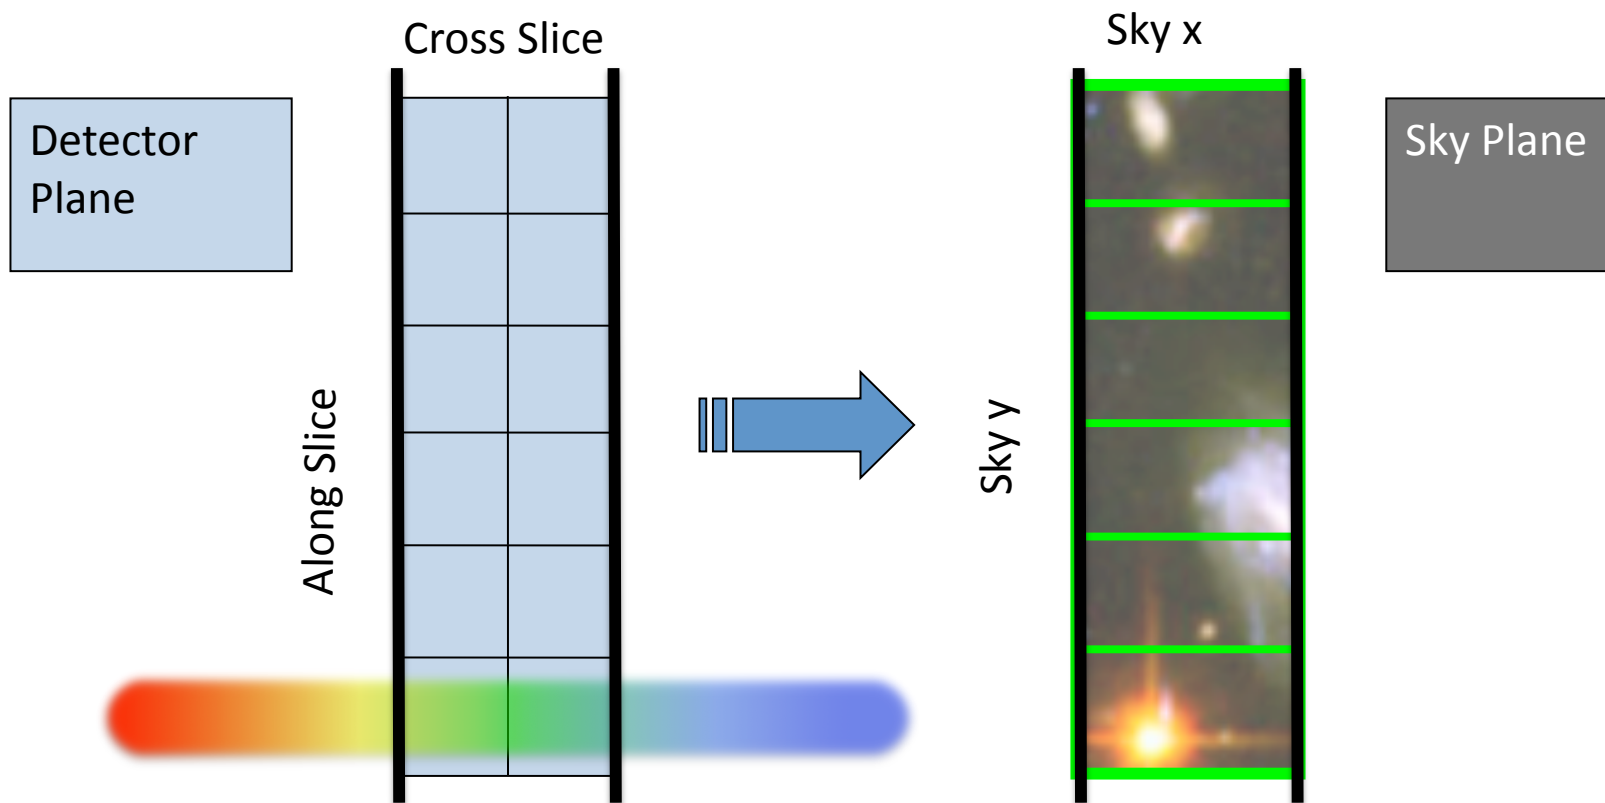 Cross Slice
Sky x
Detector
Plane
Sky Plane
Along Slice
Sky y